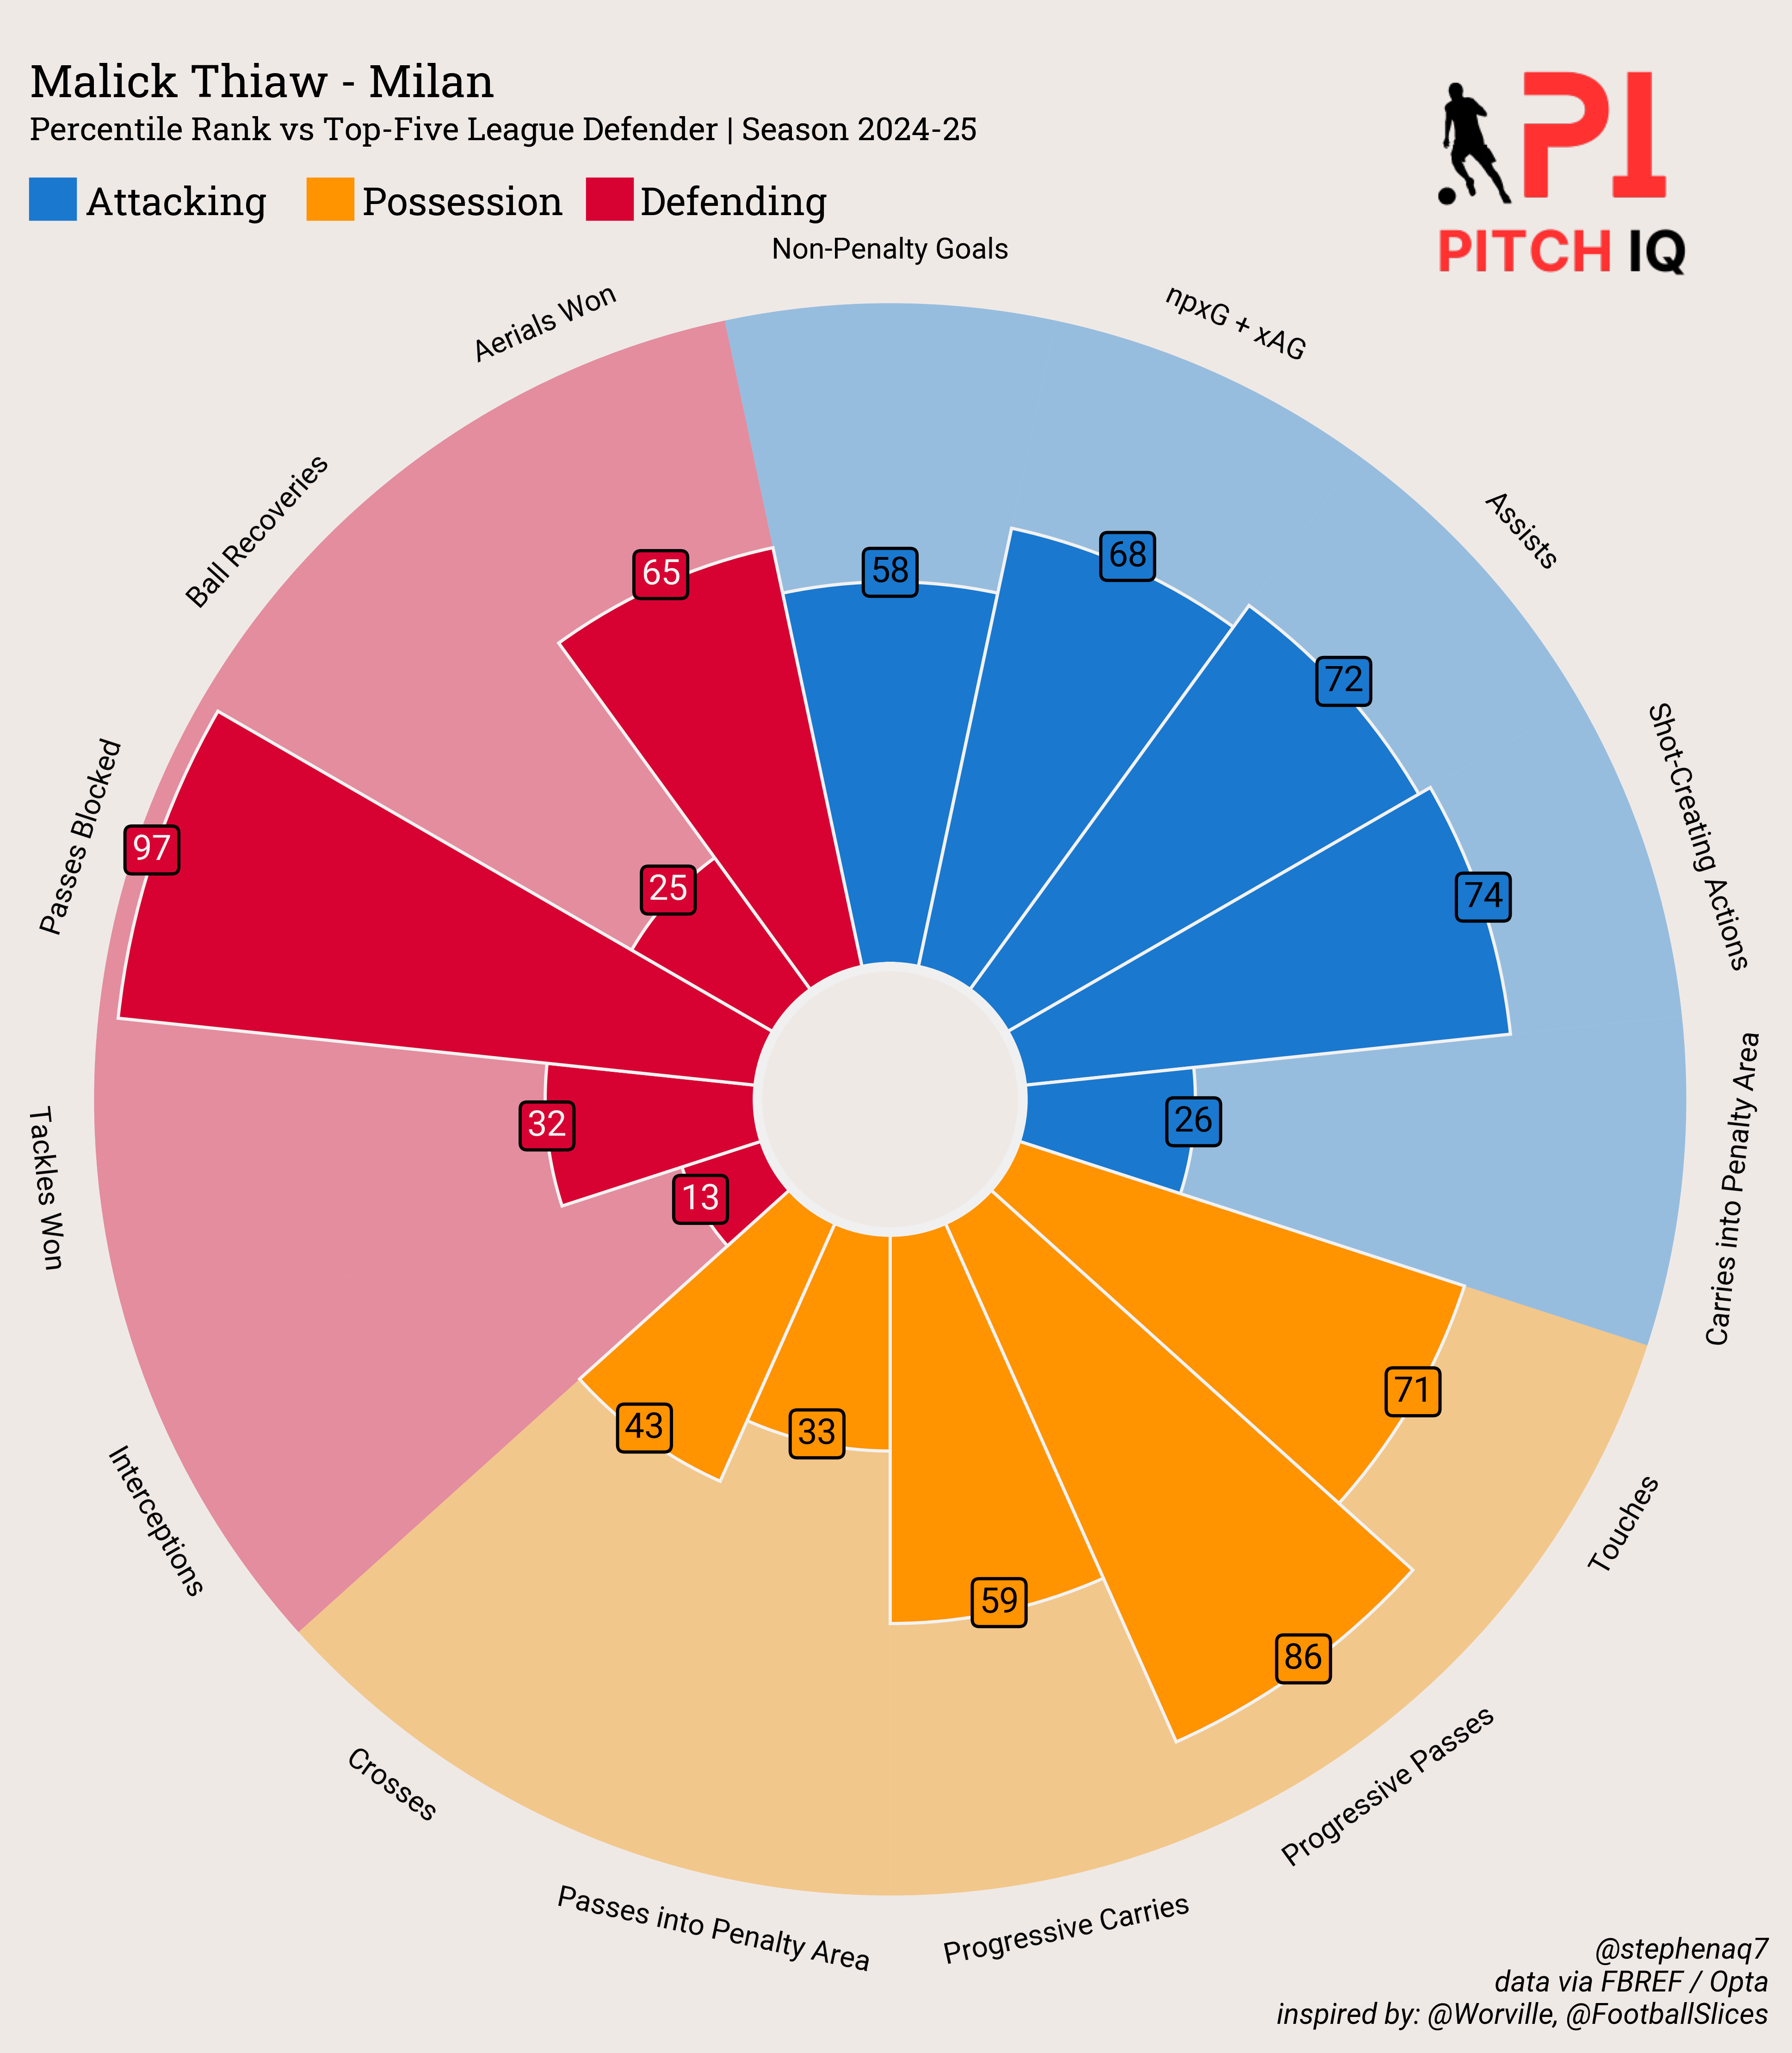 Malick Thiaw - Milan
Percentile Rank vs Top-Five League Defender | Season 2024-25
Attacking Possession Defending
PI
PITCH IQ
Non-Penalty Goals
npxG + xAG
Assists
Shot-Creating Actions
Carries into Penalty Area
Touches
Progressive Passes
Progressive Carries
Passes into Penalty Area
Crosses
Interceptions
Tackles Won
Passes Blocked
Ball Recoveries
Aerials Won
58
68
72
74
26
71
86
59
33
43
13
32
97
25
65
@stephenaq7
data via FBREF / Opta
inspired by: @Worville, @FootballSlices